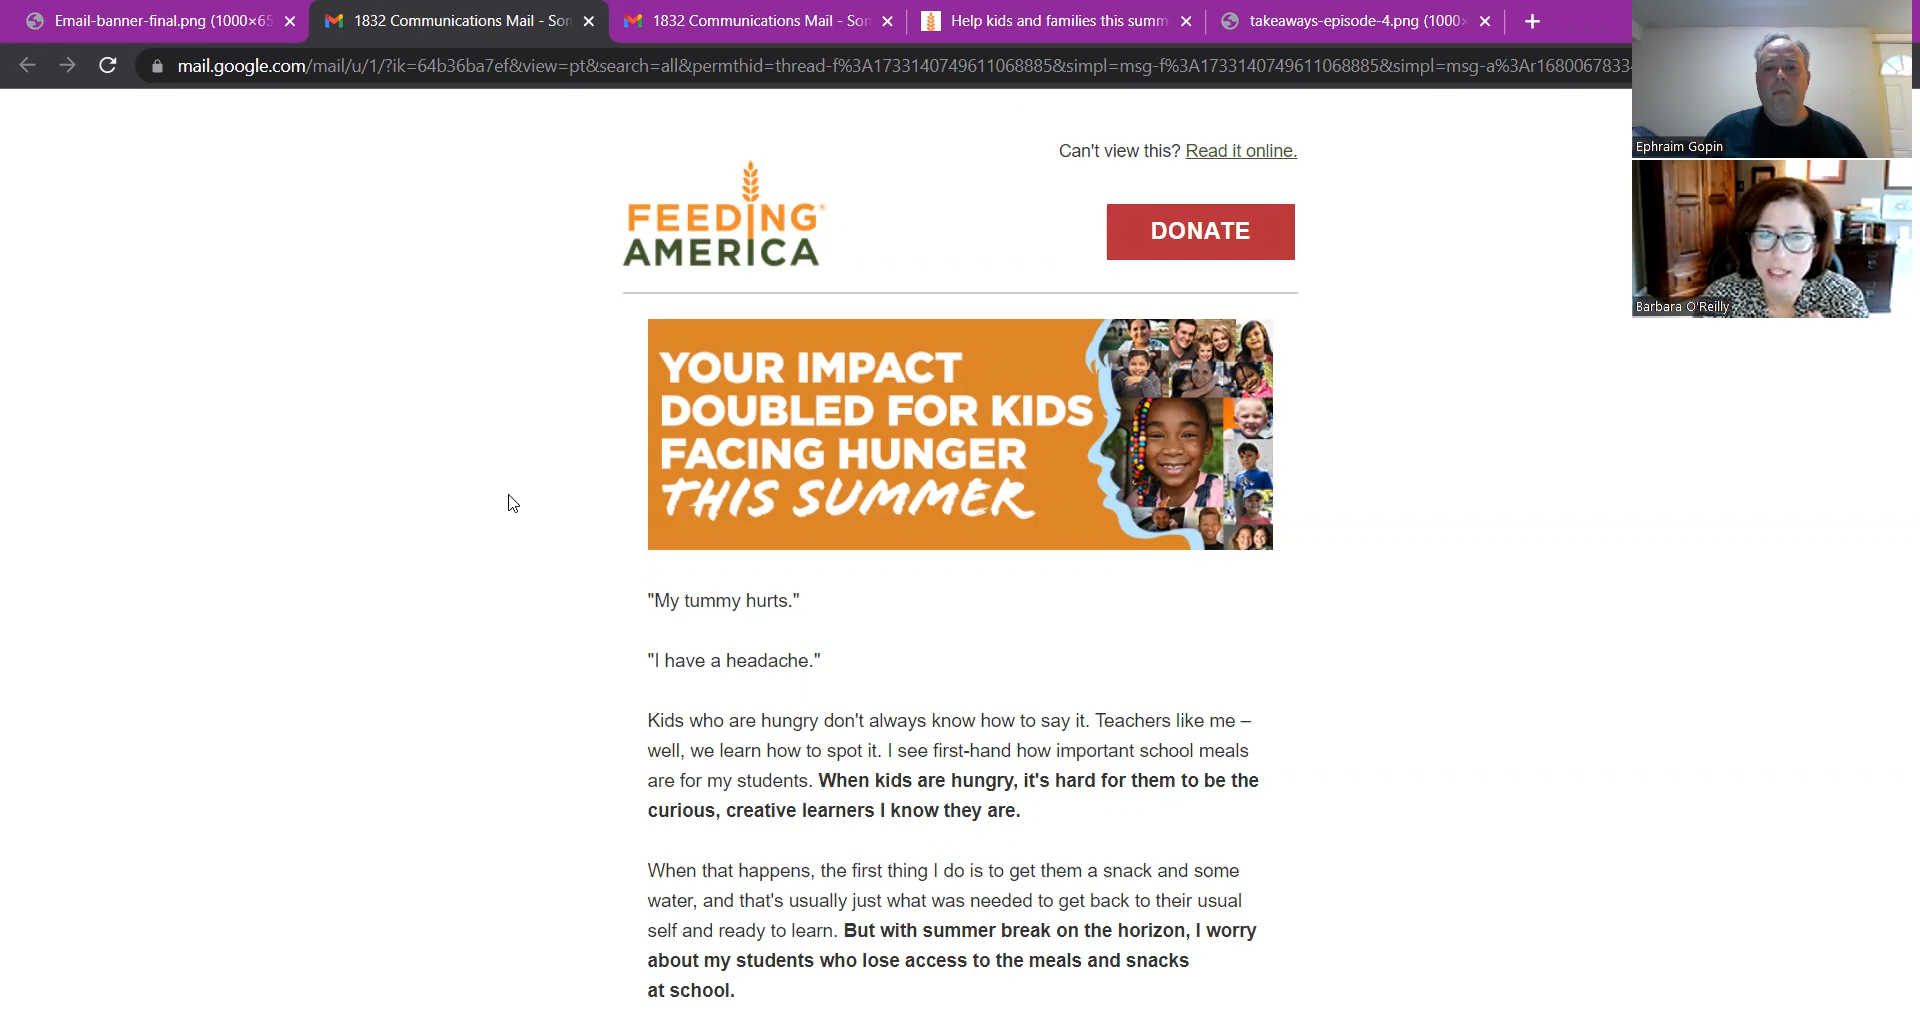 Email-banner-final.png (1000×65
1832 Communications Mail - Son
1832 Communications Mail - Son
Help kids and families this summ
takeaways-episode-4.png (1000×
mail.google.com/mail/u/1/?ik=64b36ba7ef&view=pt&search=all&permthid=thread-f%3A1733140749611068885&simpl=msg-f%3A1733140749611068885&simpl=msg-a%3Ar1680067833
Ephraim Gopin
Barbara O'Reilly
Can't view this? Read it online.
FEEDING
AMERICA
DONATE
YOUR IMPACT
DOUBLED FOR KIDS
FACING HUNGER
THIS SUMMER
"My tummy hurts."
"I have a headache."
Kids who are hungry don't always know how to say it. Teachers like me –
well, we learn how to spot it. I see first-hand how important school meals
are for my students. When kids are hungry, it's hard for them to be the
curious, creative learners I know they are.
When that happens, the first thing I do is to get them a snack and some
water, and that's usually just what was needed to get back to their usual
self and ready to learn. But with summer break on the horizon, I worry
about my students who lose access to the meals and snacks
at school.